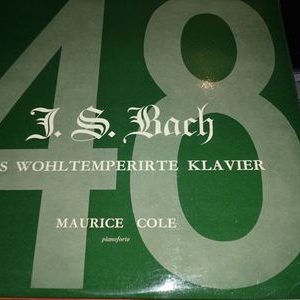 48
J. S. Bach
S WOHLTEMPERIRTE KLAVIER
MAURICE COLE
pianoforte